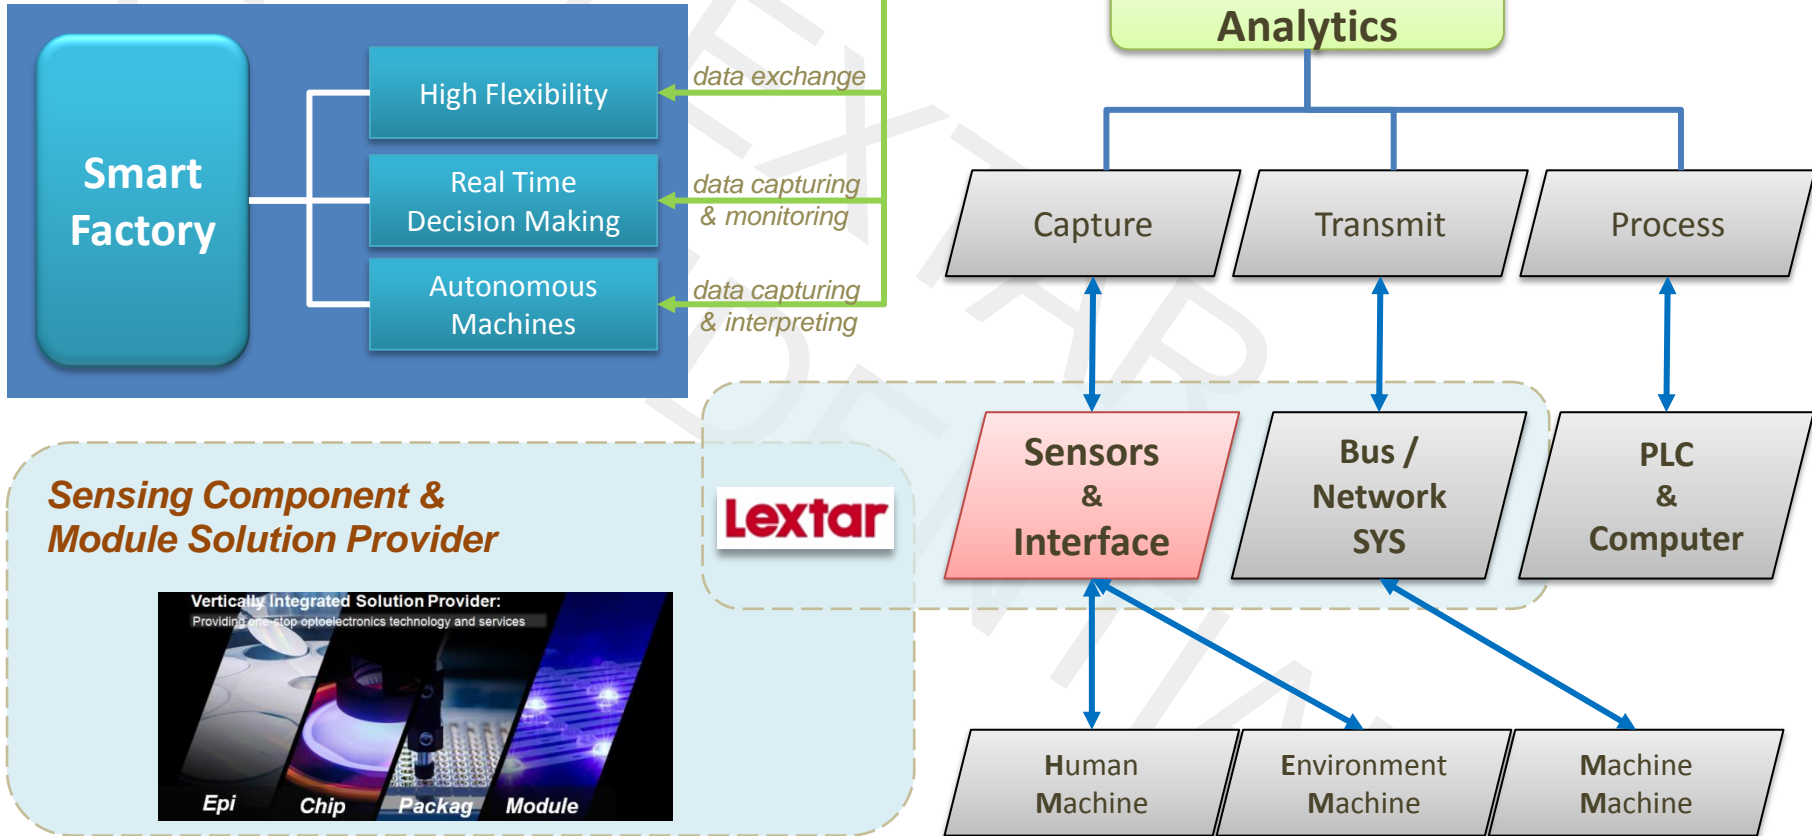 Analytics
Smart
Factory
High Flexibility
Real Time
Decision Making
Autonomous
Machines
data exchange
data capturing
& monitoring
data capturing
& interpreting
Capture
Transmit
Process
Sensors
&
Interface
Bus /
Network
SYS
PLC
&
Computer
Sensing Component &
Module Solution Provider
Lextar
Vertically Integrated Solution Provider:
Providing one-stop optoelectronics technology and services
Epi
Chip
Packag
Module
Human
Machine
Environment
Machine
Machine
Machine
LEXTAR